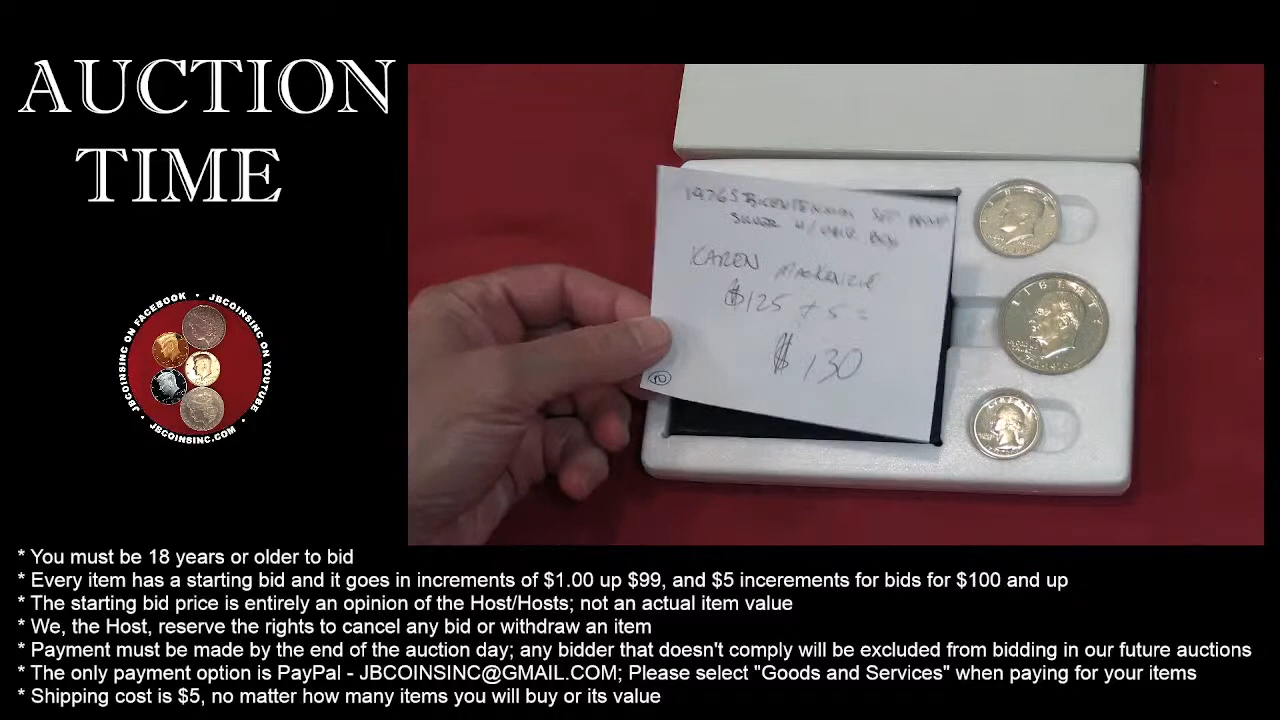 AUCTION
TIME
JBCOINSINC ON FACEBOOK • JBCOINSINC ON YOUTUBE • JBCOINSINC.COM •
1976 S BICENTENNIAL SET PROOF
SILVER W/ OUR BOX
KAREN MACKENZIE
$125 + 5 =
$130
LIBERTY
* You must be 18 years or older to bid
* Every item has a starting bid and it goes in increments of $1.00 up $99, and $5 incerements for bids for $100 and up
* The starting bid price is entirely an opinion of the Host/Hosts; not an actual item value
* We, the Host, reserve the rights to cancel any bid or withdraw an item
* Payment must be made by the end of the auction day; any bidder that doesn't comply will be excluded from bidding in our future auctions
* The only payment option is PayPal - JBCOINSINC@GMAIL.COM; Please select "Goods and Services" when paying for your items
* Shipping cost is $5, no matter how many items you will buy or its value